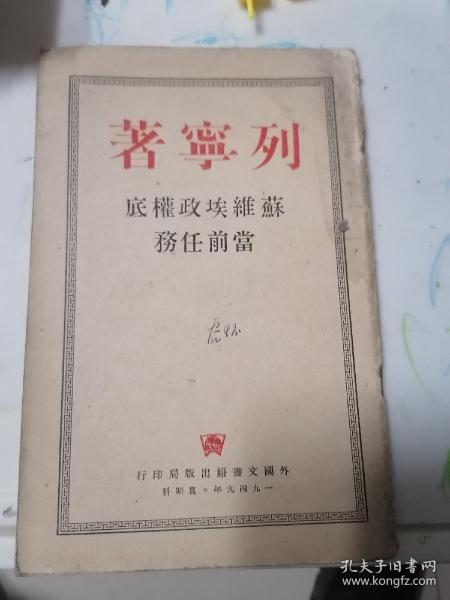 列寧著
蘇維埃政權底
當前任務
外國文書籍出版局印行
一九四九年・莫斯科
孔夫子旧书网
www.kongfz.com